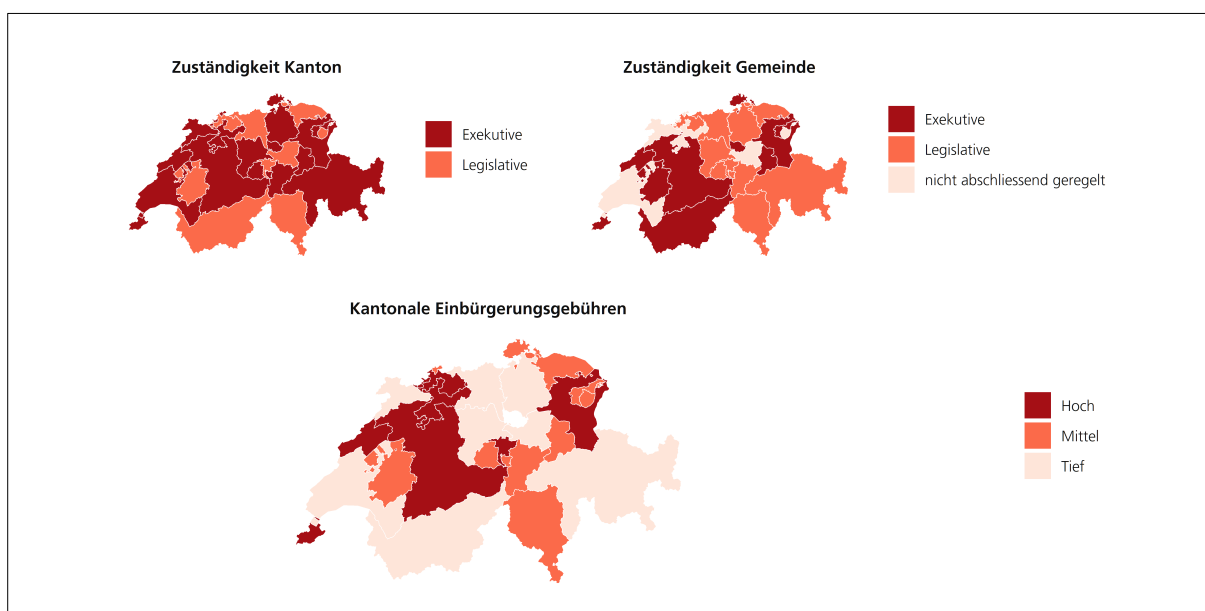 Zuständigkeit Kanton
Exekutive
Legislative
Zuständigkeit Gemeinde
Exekutive
Legislative
nicht abschliessend geregelt
Kantonale Einbürgerungsgebühren
Hoch
Mittel
Tief